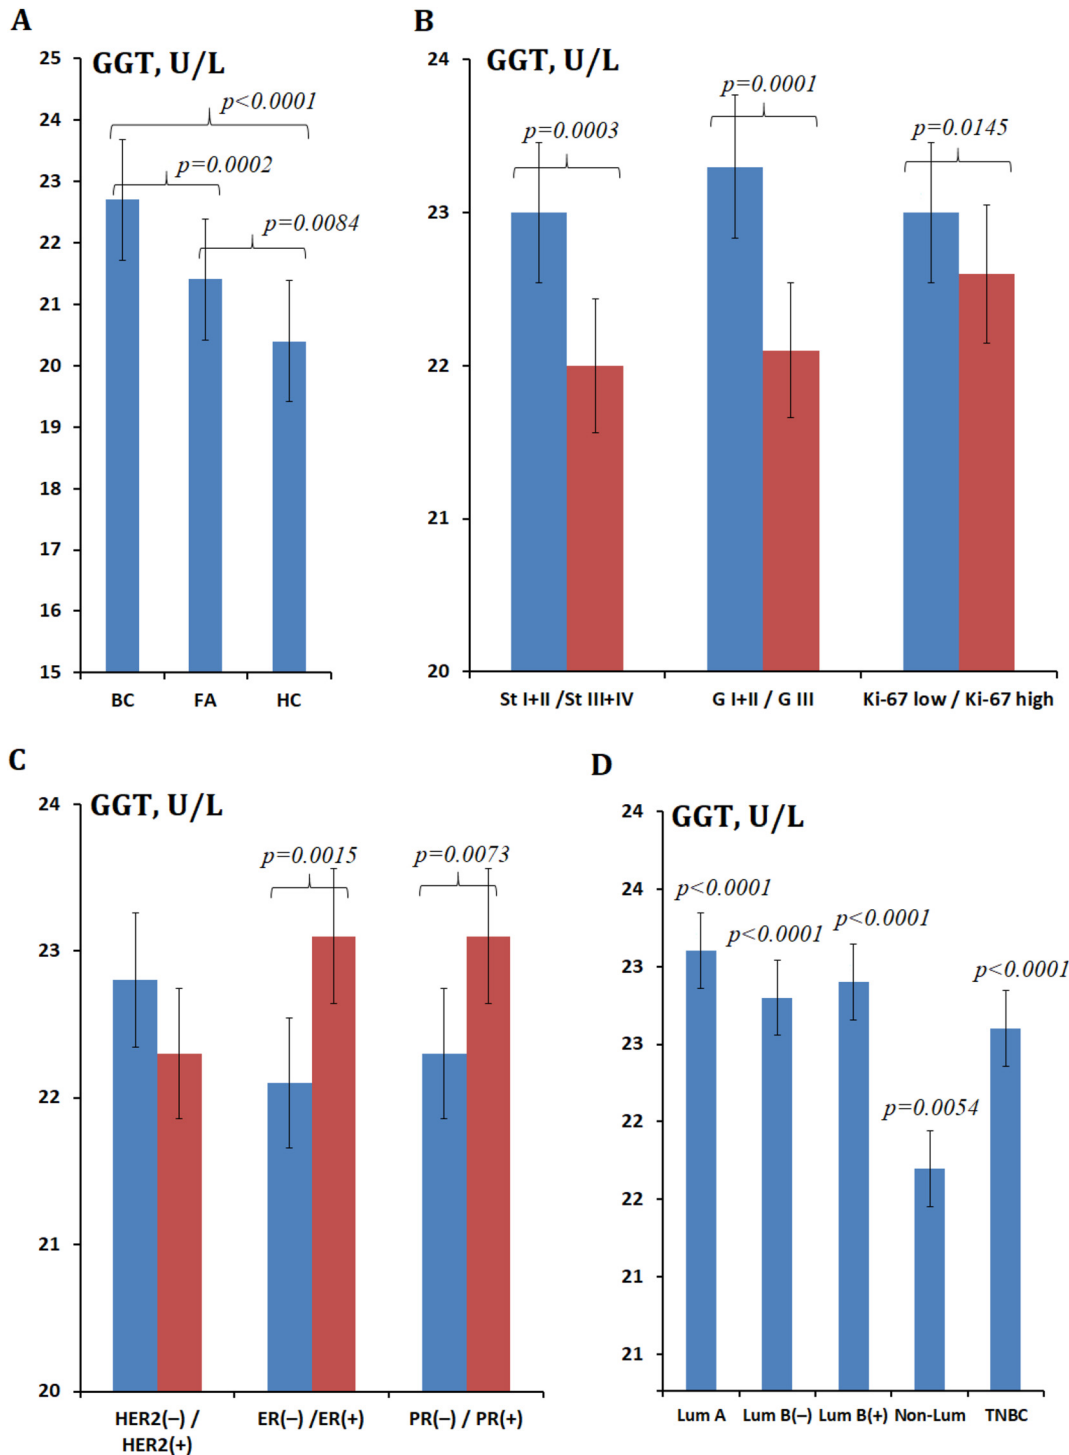 A
GGT, U/L
25
24
23
22
21
20
19
18
17
16
15
p<0.0001
p=0.0002
p=0.0084
BC FA HC
B
GGT, U/L
24
23
22
21
20
p=0.0003
p=0.0001
p=0.0145
St I+II /St III+IV G I+II / G III Ki-67 low / Ki-67 high
C
GGT, U/L
24
23
22
21
20
p=0.0015
p=0.0073
HER2(–) / ER(–) /ER(+) PR(–) / PR(+)
HER2(+)
D
GGT, U/L
24
24
23
23
22
22
21
21
p<0.0001
p<0.0001
p<0.0001
p=0.0054
p<0.0001
Lum A Lum B(–) Lum B(+) Non-Lum TNBC